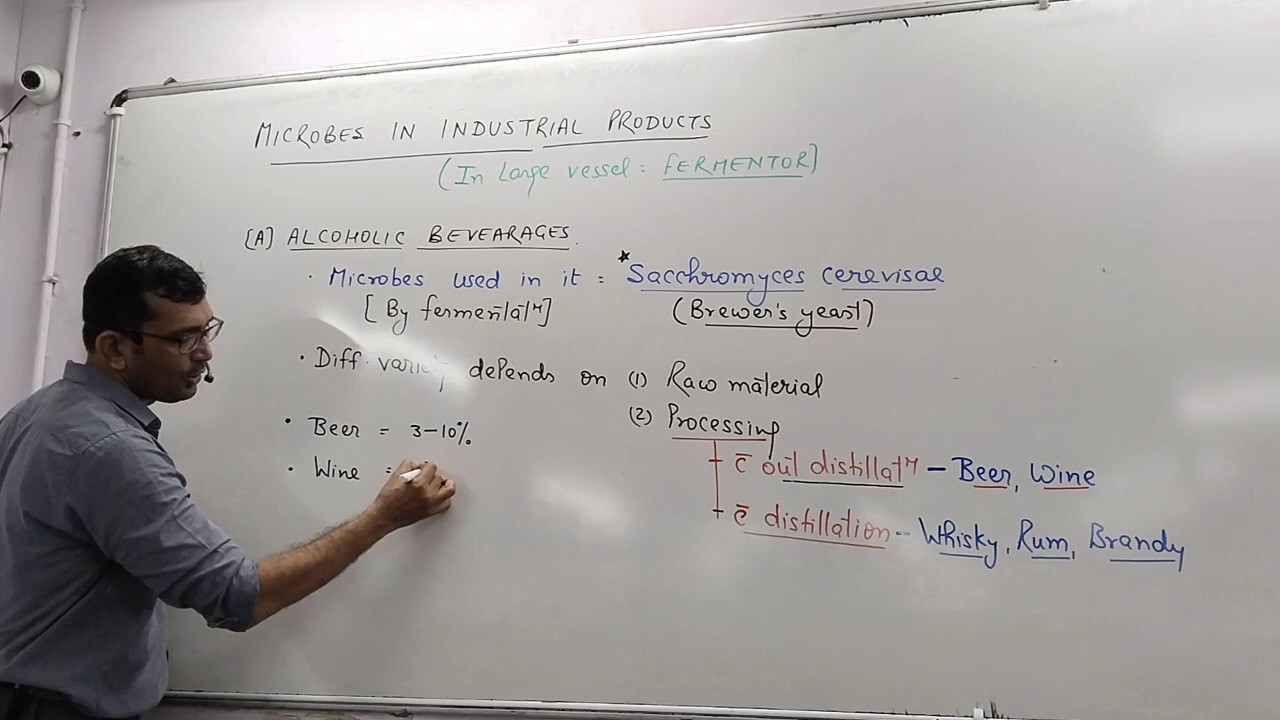 MICROBES IN INDUSTRIAL PRODUCTS
(In Large vessel = FERMENTOR)
[A] ALCOHOLIC BEVEARAGES.
· Microbes used in it = *Sacchromyces cerevisae
[By fermentatⁿ]
(Brewer's yeast)
· Diff. variety depends on (1) Raw material
(2) Processing
· Beer = 3-10%
c̄ out distillatⁿ - Beer, Wine
· Wine =
c̄ distillation -- Whisky, Rum, Brandy